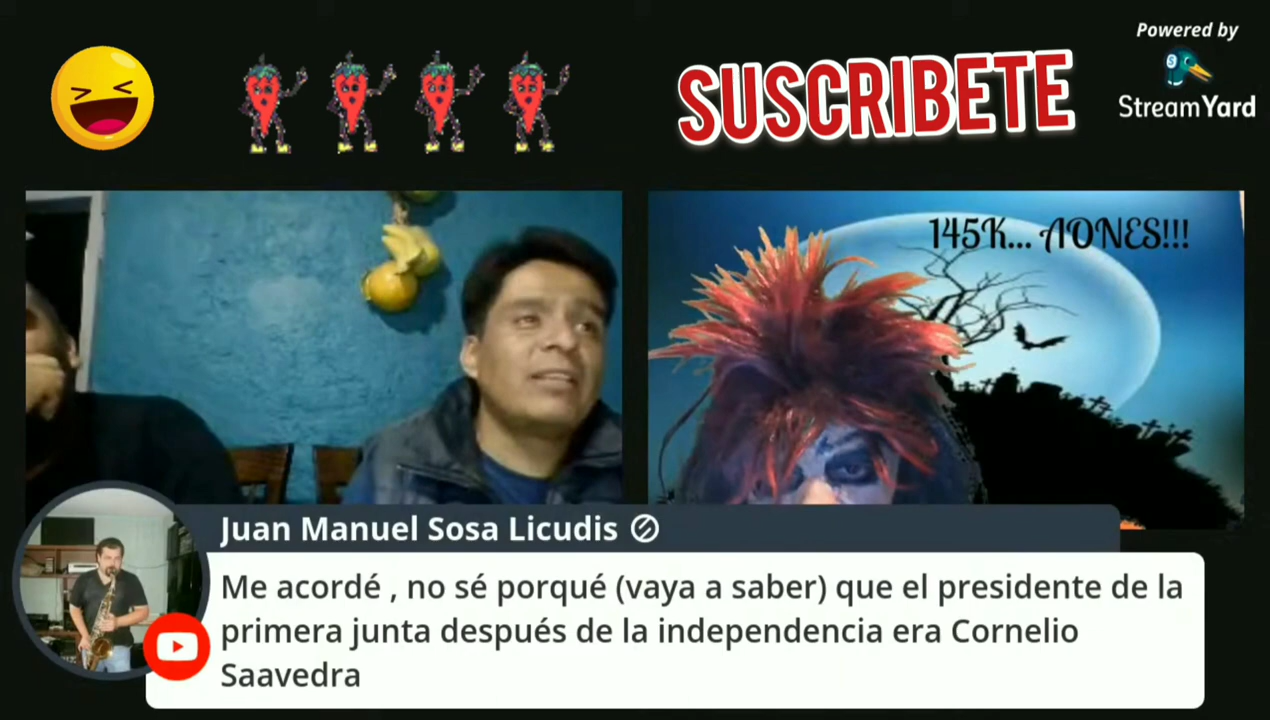 Powered by
StreamYard
SUSCRIBETE
145K... AONES!!!
Juan Manuel Sosa Licudis
Me acordé , no sé porqué (vaya a saber) que el presidente de la
primera junta después de la independencia era Cornelio
Saavedra